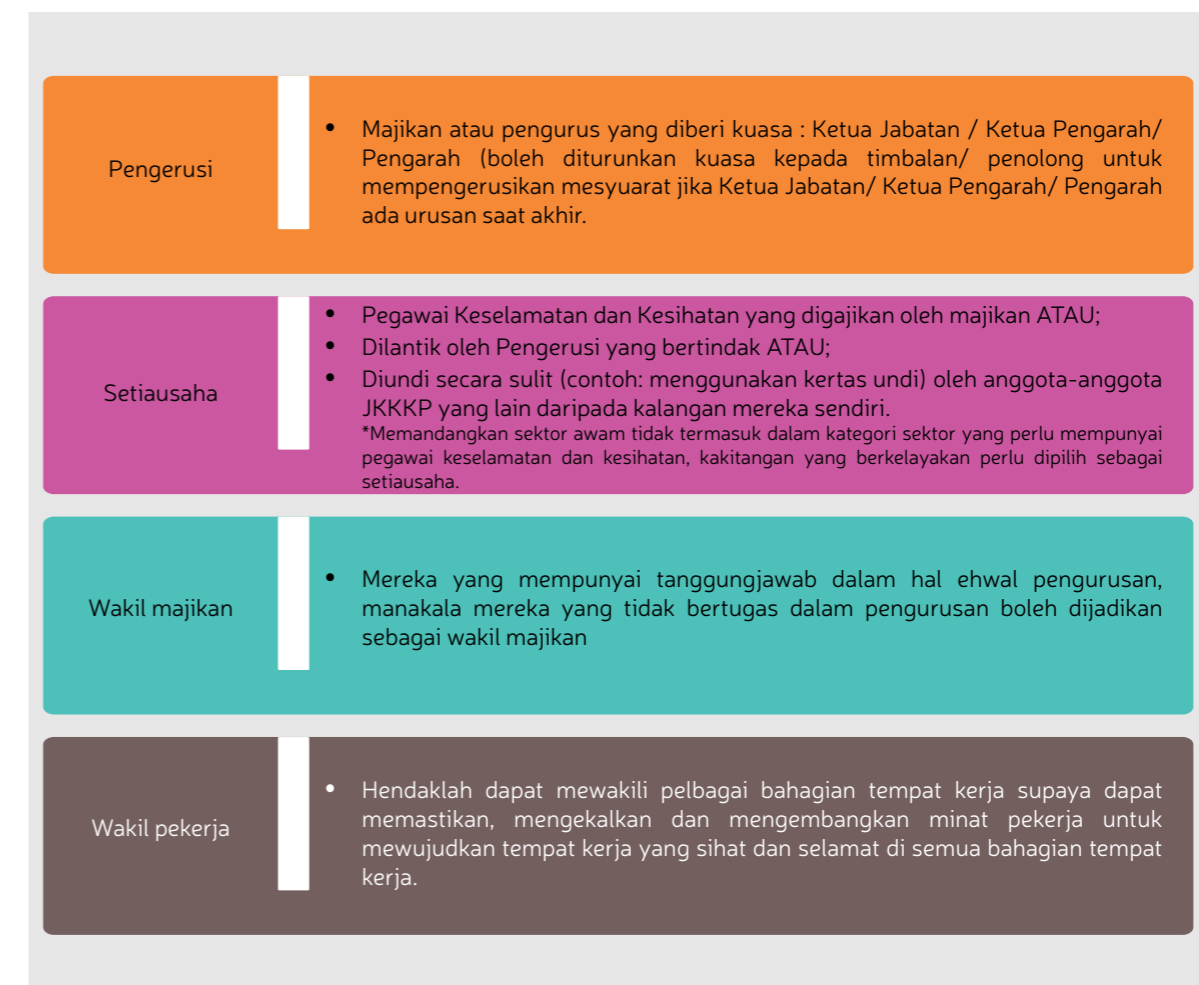 Pengerusi
• Majikan atau pengurus yang diberi kuasa : Ketua Jabatan / Ketua Pengarah/
Pengarah (boleh diturunkan kuasa kepada timbalan/ penolong untuk
mempengerusikan mesyuarat jika Ketua Jabatan/ Ketua Pengarah/ Pengarah
ada urusan saat akhir.
Setiausaha
• Pegawai Keselamatan dan Kesihatan yang digajikan oleh majikan ATAU;
• Dilantik oleh Pengerusi yang bertindak ATAU;
• Diundi secara sulit (contoh: menggunakan kertas undi) oleh anggota-anggota
JKKKP yang lain daripada kalangan mereka sendiri.
*Memandangkan sektor awam tidak termasuk dalam kategori sektor yang perlu mempunyai
pegawai keselamatan dan kesihatan, kakitangan yang berkelayakan perlu dipilih sebagai
setiausaha.
Wakil majikan
• Mereka yang mempunyai tanggungjawab dalam hal ehwal pengurusan,
manakala mereka yang tidak bertugas dalam pengurusan boleh dijadikan
sebagai wakil majikan
Wakil pekerja
• Hendaklah dapat mewakili pelbagai bahagian tempat kerja supaya dapat
memastikan, mengekalkan dan mengembangkan minat pekerja untuk
mewujudkan tempat kerja yang sihat dan selamat di semua bahagian tempat
kerja.